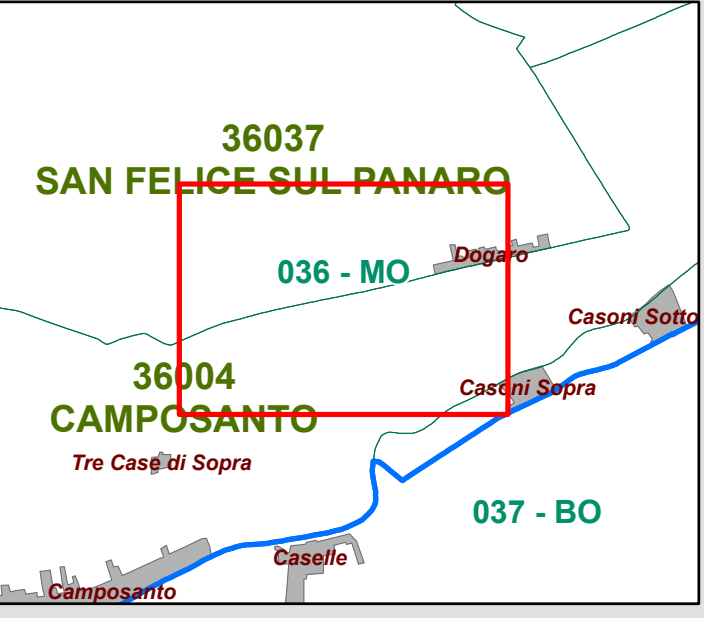 36037
SAN FELICE SUL PANARO
Dogaro
036 - MO
Casoni Sotto
36004
Casoni Sopra
CAMPOSANTO
Tre Case di Sopra
037 - BO
Caselle
Camposanto